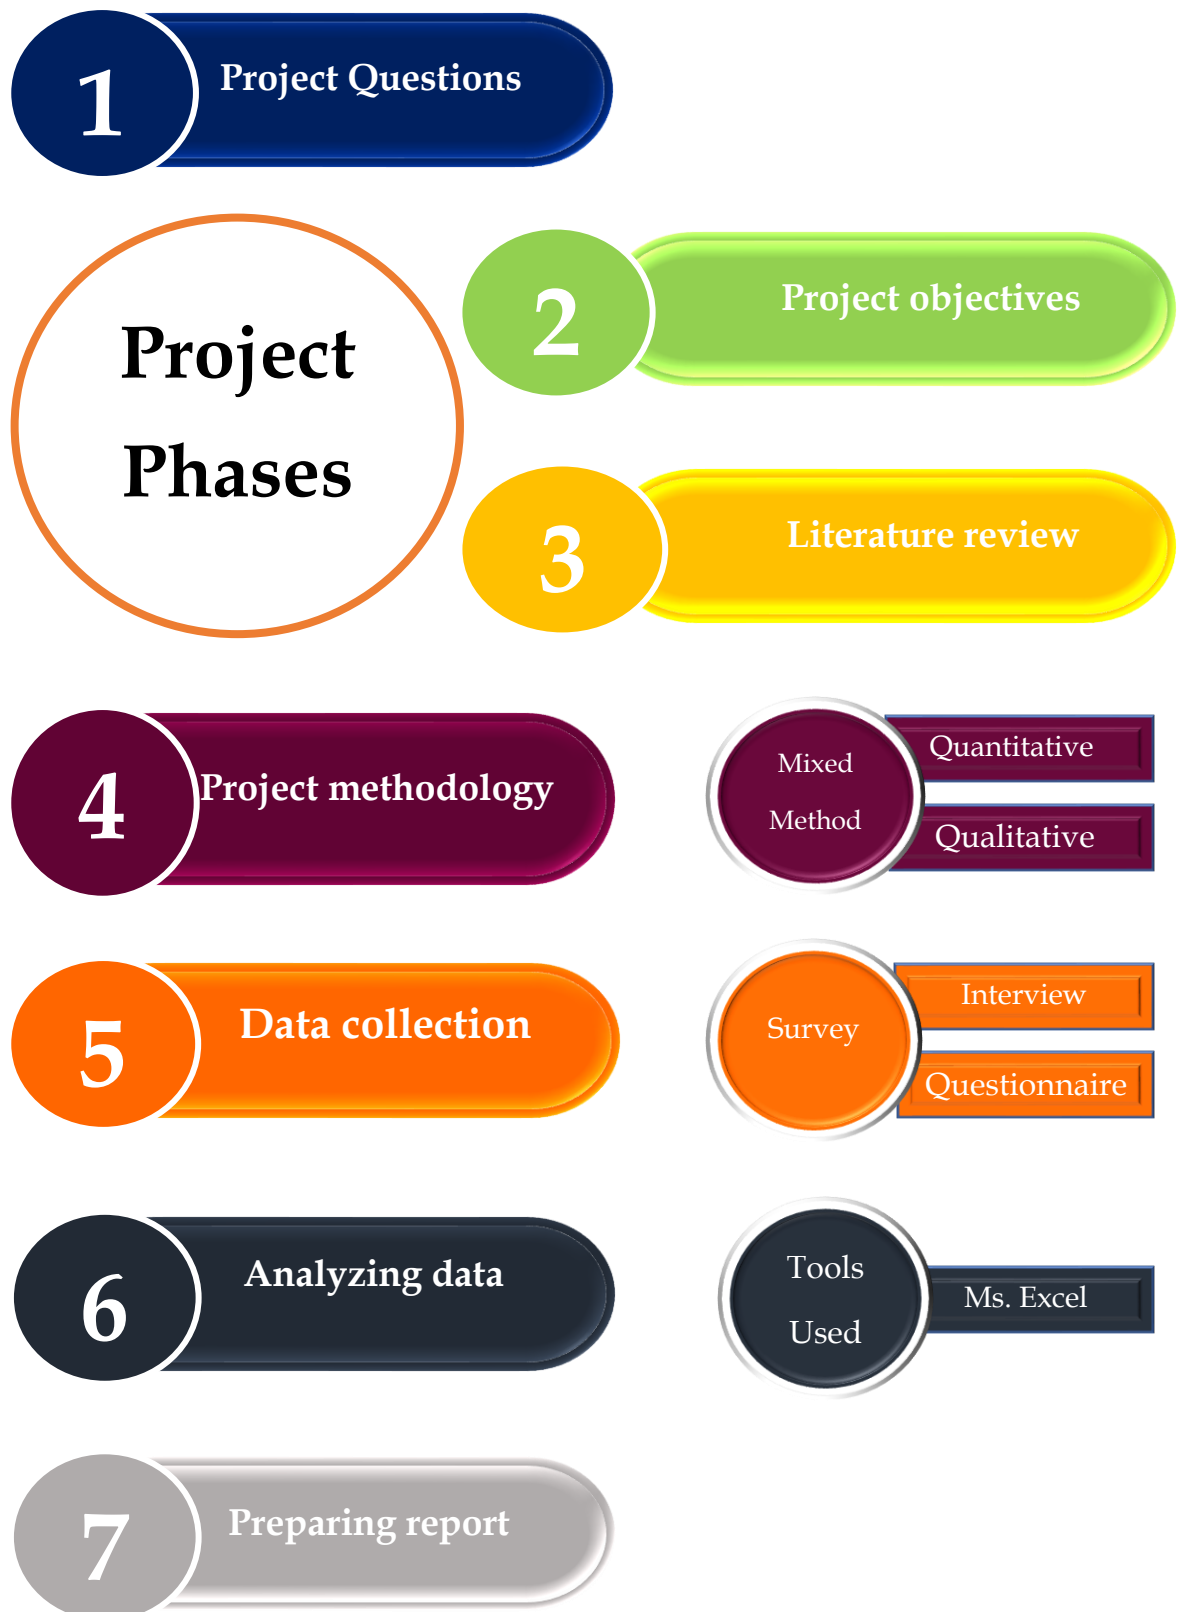 1
Project Questions
Project
Phases
2
Project objectives
3
Literature review
4
Project methodology
Mixed
Method
Quantitative
Qualitative
5
Data collection
Survey
Interview
Questionnaire
6
Analyzing data
Tools
Used
Ms. Excel
7
Preparing report